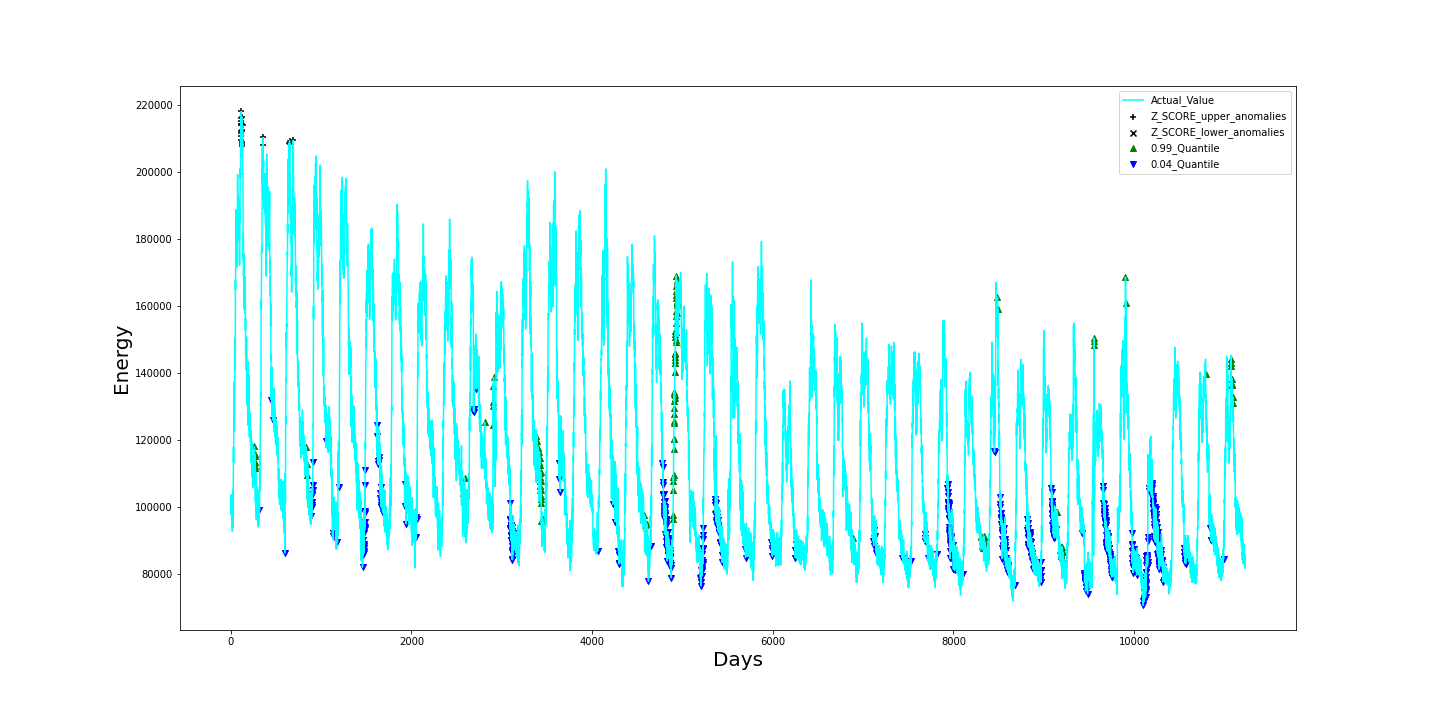 220000
200000
180000
160000
140000
120000
100000
80000
Energy
0
2000
4000
6000
8000
10000
Days
Actual_Value
Z_SCORE_upper_anomalies
Z_SCORE_lower_anomalies
0.99_Quantile
0.04_Quantile